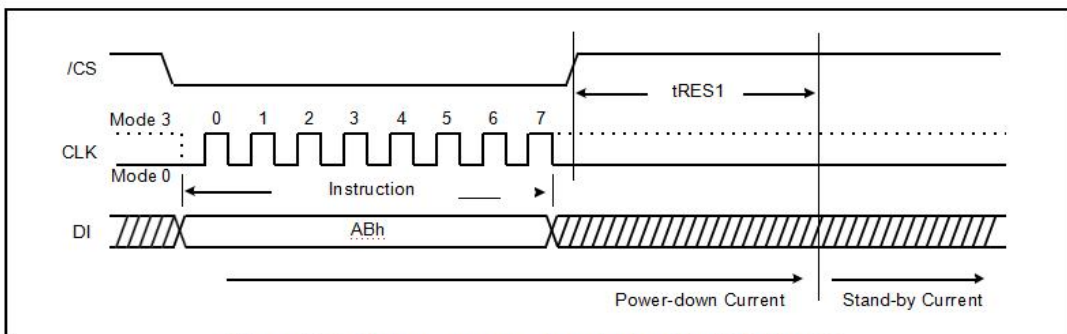 /CS
tRES1
Mode 3 0 1 2 3 4 5 6 7
CLK
Mode 0
Instruction
DI ABh
Power-down Current Stand-by Current